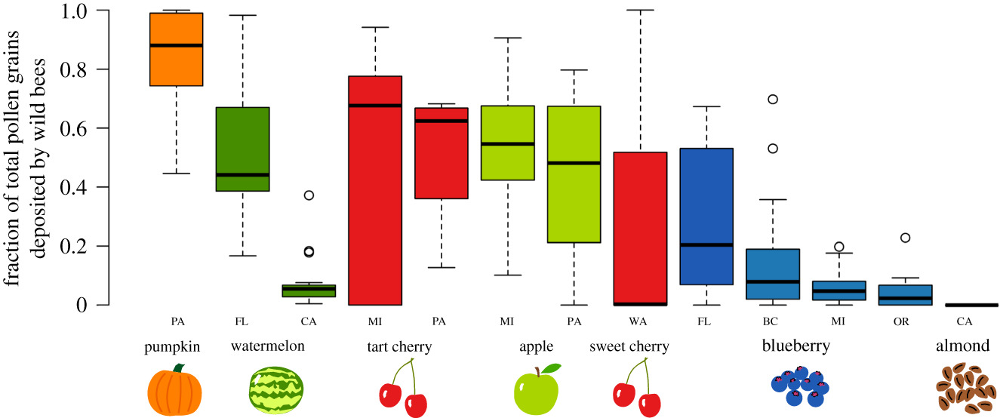 fraction of total pollen grains
deposited by wild bees
1.0
0.8
0.6
0.4
0.2
0
PA FL CA MI PA MI PA WA FL BC MI OR CA
pumpkin watermelon tart cherry apple sweet cherry blueberry almond